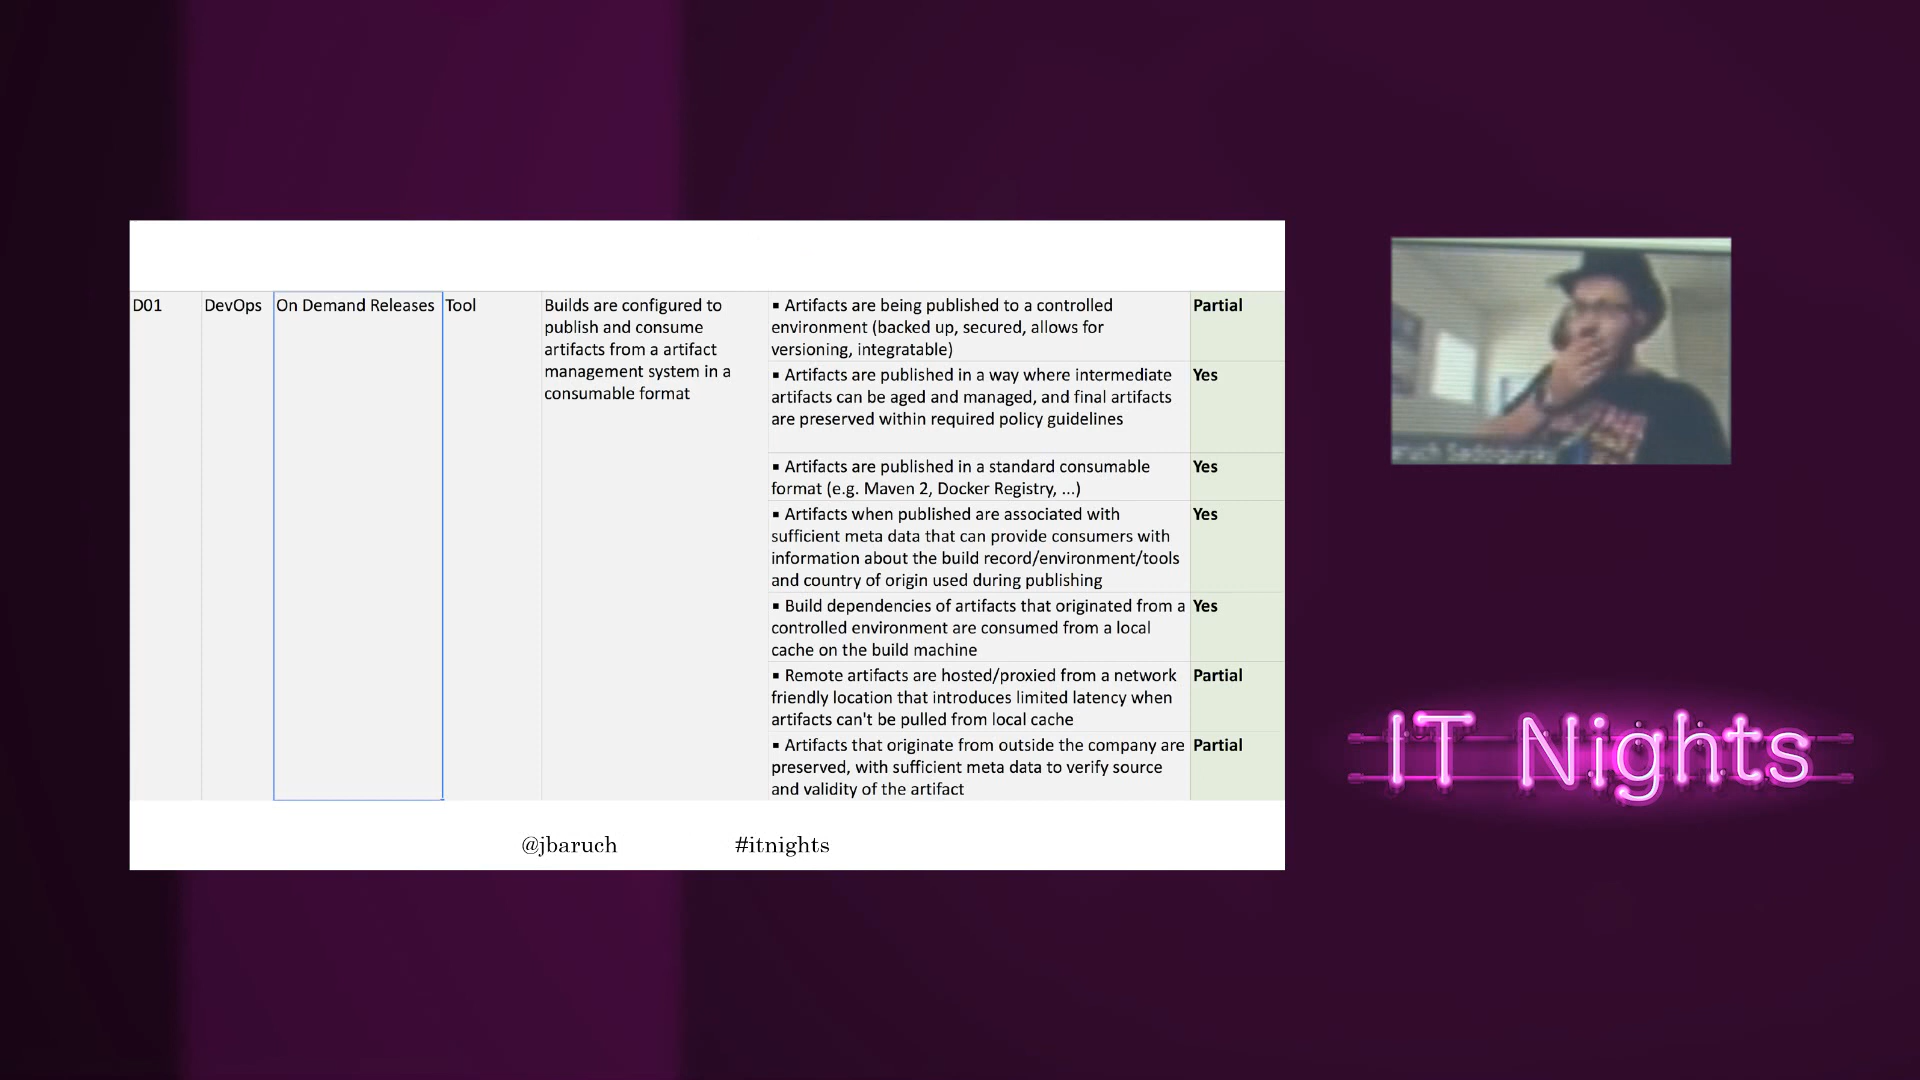 D01
DevOps
On Demand Releases
Tool
Builds are configured to
publish and consume
artifacts from a artifact
management system in a
consumable format
▪ Artifacts are being published to a controlled
environment (backed up, secured, allows for
versioning, integratable)
Partial
▪ Artifacts are published in a way where intermediate
artifacts can be aged and managed, and final artifacts
are preserved within required policy guidelines
Yes
▪ Artifacts are published in a standard consumable
format (e.g. Maven 2, Docker Registry, ...)
Yes
▪ Artifacts when published are associated with
sufficient meta data that can provide consumers with
information about the build record/environment/tools
and country of origin used during publishing
Yes
▪ Build dependencies of artifacts that originated from a
controlled environment are consumed from a local
cache on the build machine
Yes
▪ Remote artifacts are hosted/proxied from a network
friendly location that introduces limited latency when
artifacts can't be pulled from local cache
Partial
▪ Artifacts that originate from outside the company are
preserved, with sufficient meta data to verify source
and validity of the artifact
Partial
@jbaruch
#itnights
aruch Sadogursky
IT Nights